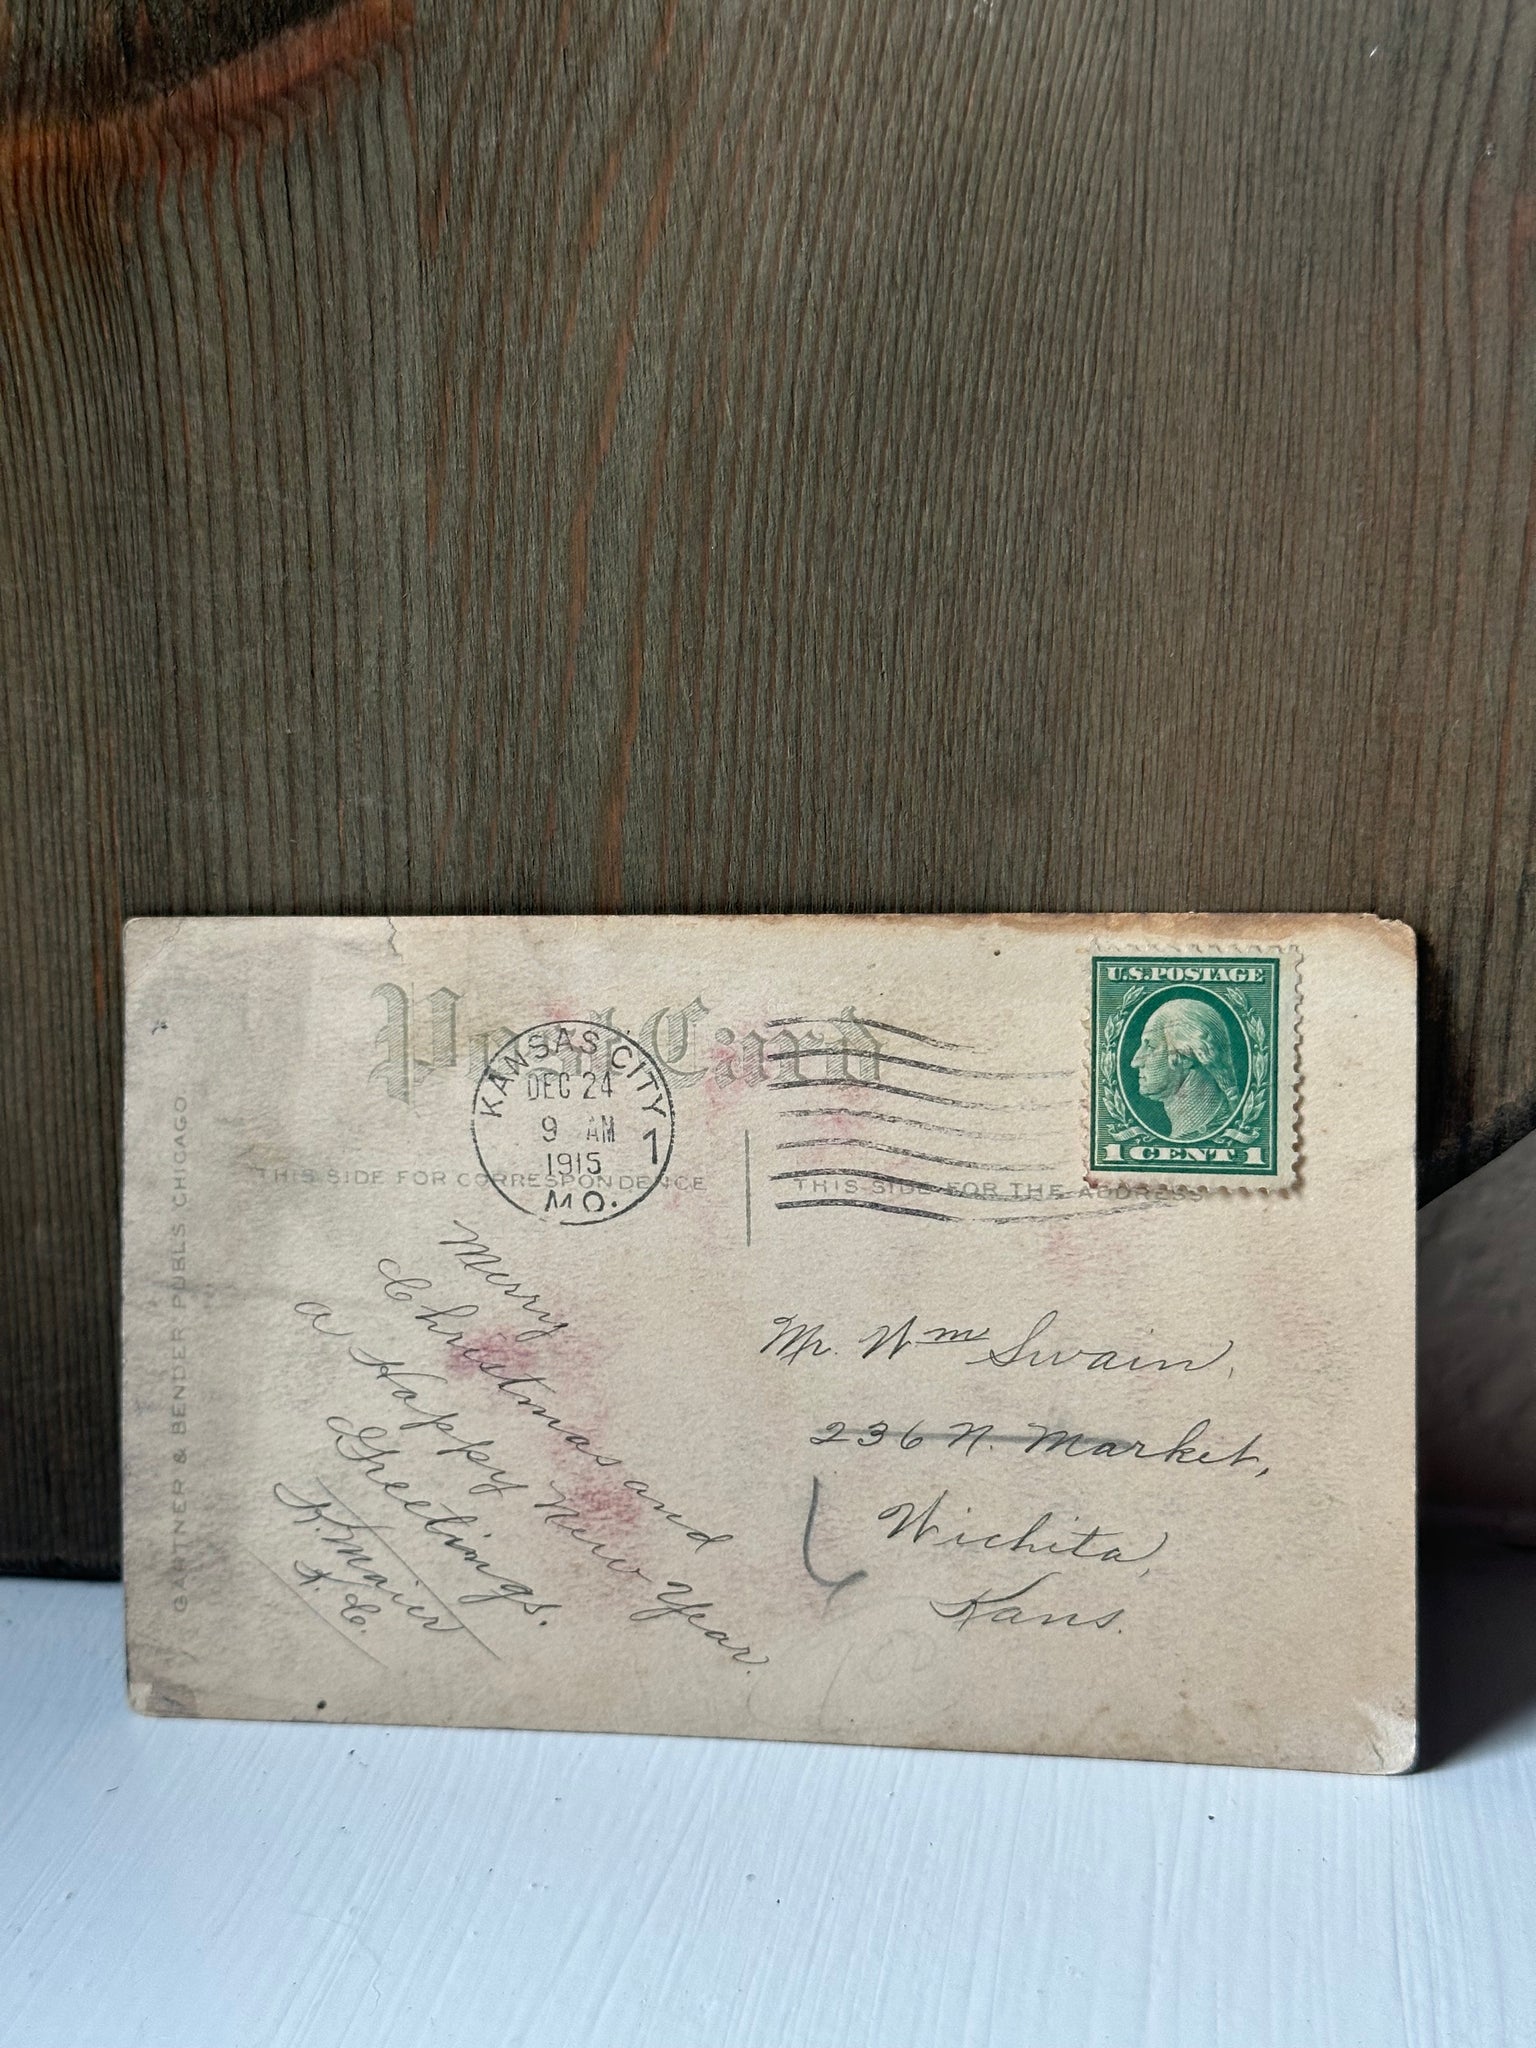 Post Card
KANSAS CITY
DEC 24
9 AM
1915
1
MO.
U.S. POSTAGE
1 CENT 1
THIS SIDE FOR CORRESPONDENCE
THIS SIDE FOR THE ADDRESS
GARTNER & BENDER PUBLS CHICAGO
Merry
Christmas and
a Happy New Year.
Greetings.
K. Maier
K.C.
Mr. Wm Swain,
236 N. Market,
Wichita,
Kans.